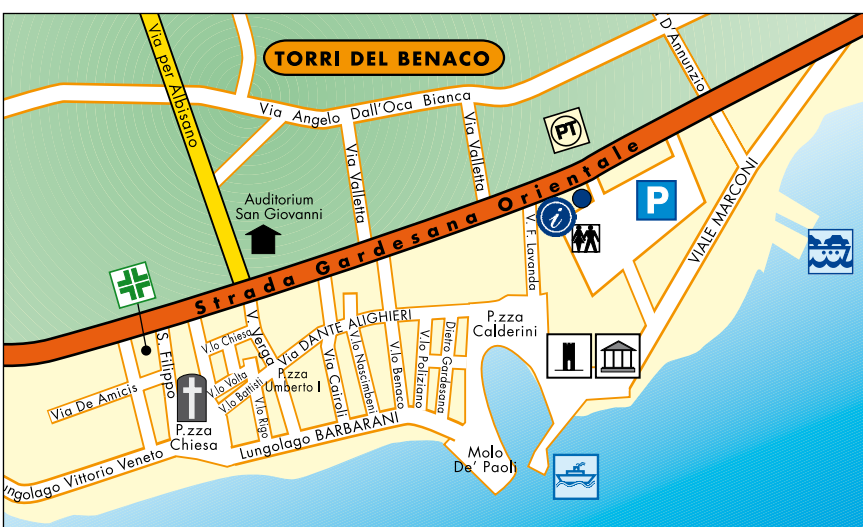 TORRI DEL BENACO
Via per Albisano
D'Annunzio
Via Angelo Dall'Oca Bianca
Via Valletta
Via Valletta
PT
Auditorium
San Giovanni
Strada Gardesana Orientale
i
P
VIALE MARCONI
V. F. Lavanda
S. Filippo
V. Verga
V.lo Chiesa
Via DANTE ALIGHIERI
P.zza
Calderini
V.lo Volta
V.lo Battisti
P.zza
Umberto I
Via Cairoli
V.lo Nascimbeni
V.lo Benaco
V.lo Poliziano
Dietro Gardesana
Via De Amicis
V.lo Rigo
P.zza
Chiesa
Lungolago BARBARANI
Molo
De' Paoli
ungolago Vittorio Veneto